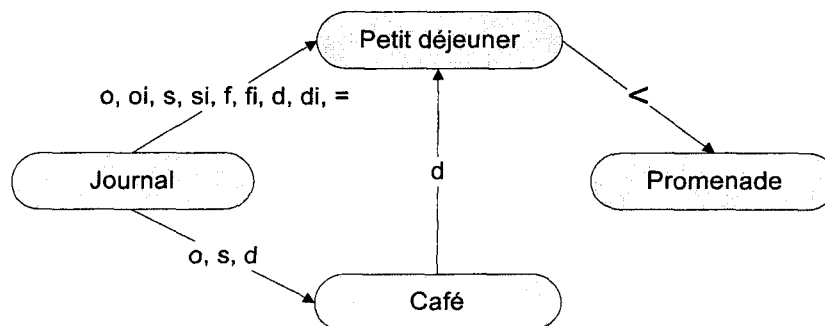 Petit déjeuner
o, oi, s, si, f, fi, d, di, =
<
Journal
d
Promenade
o, s, d
Café